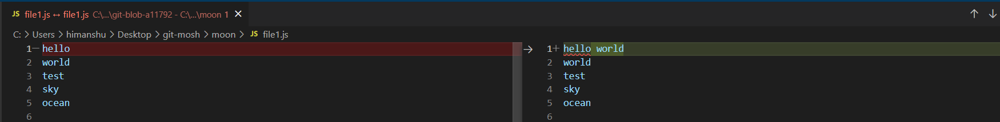 JS file1.js ↔ file1.js C:\...\git-blob-a11792 - C:\...\moon 1 ×
C: > Users > himanshu > Desktop > git-mosh > moon > JS file1.js
1− hello
2 world
3 test
4 sky
5 ocean
6
→ 1+ hello world
2 world
3 test
4 sky
5 ocean
6